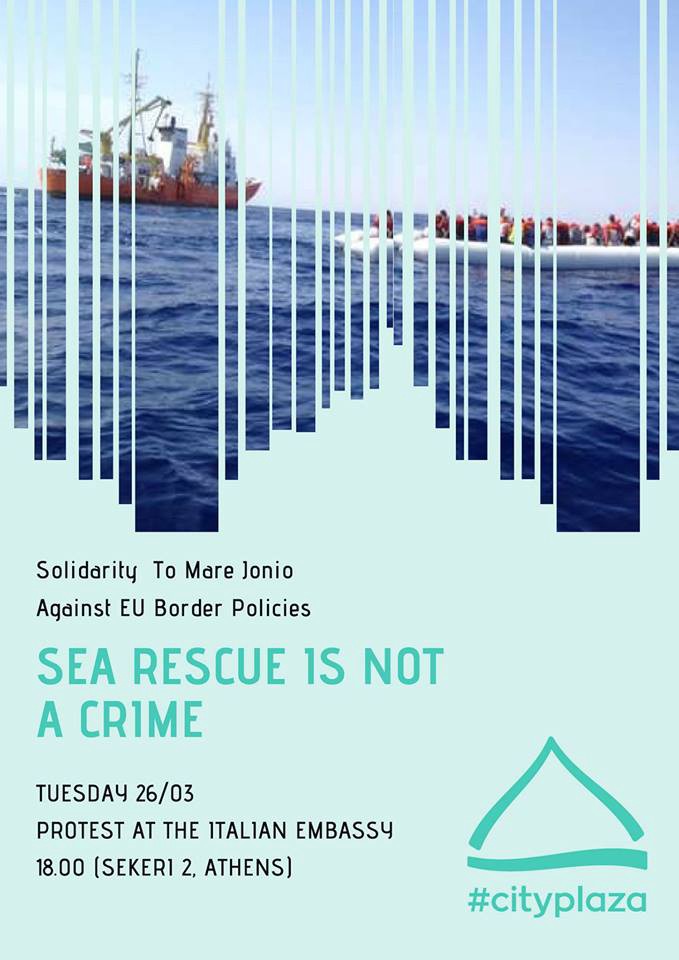 Solidarity To Mare Jonio
Against EU Border Policies
SEA RESCUE IS NOT
A CRIME
TUESDAY 26/03
PROTEST AT THE ITALIAN EMBASSY
18.00 (SEKERI 2, ATHENS)
#cityplaza